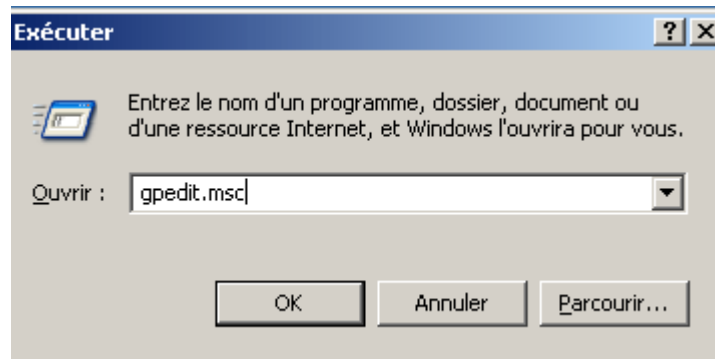 Exécuter
Entrez le nom d'un programme, dossier, document ou
d'une ressource Internet, et Windows l'ouvrira pour vous.
Ouvrir : gpedit.msc
OK Annuler Parcourir...